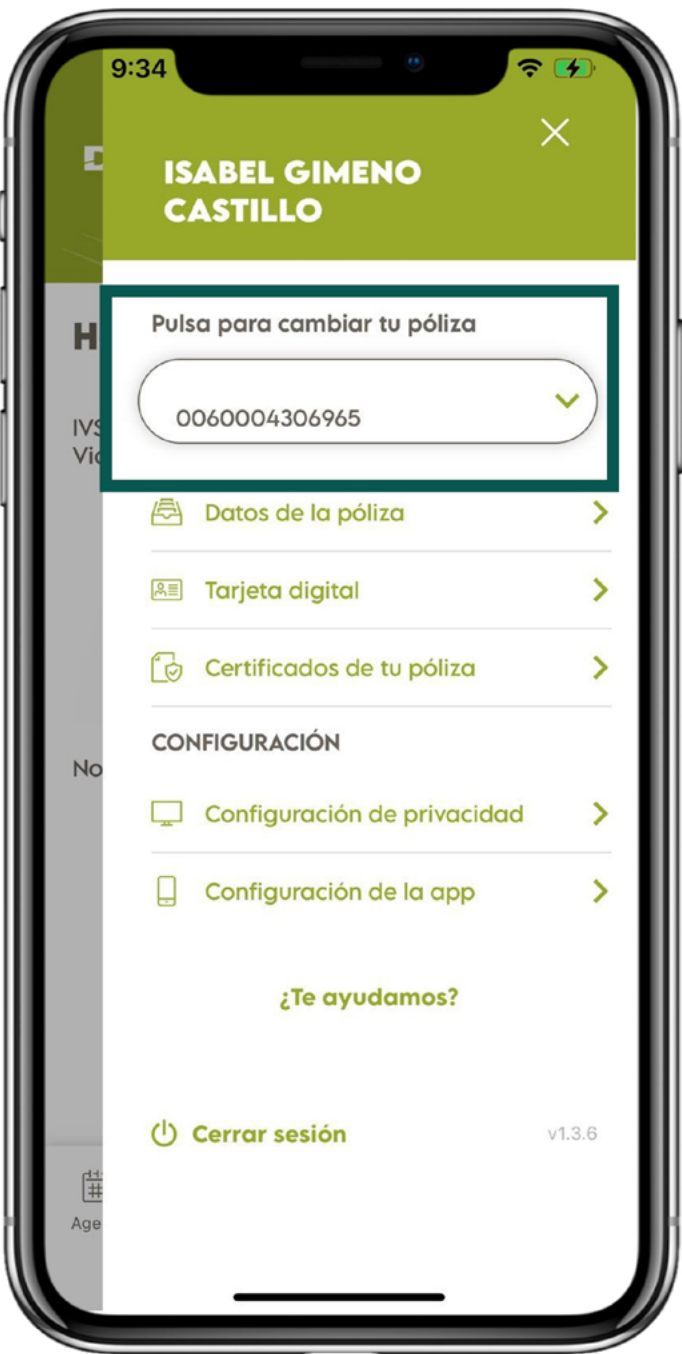 9:34
ISABEL GIMENO
CASTILLO
Pulsa para cambiar tu póliza
0060004306965
Datos de la póliza
Tarjeta digital
Certificados de tu póliza
CONFIGURACIÓN
Configuración de privacidad
Configuración de la app
¿Te ayudamos?
Cerrar sesión
v1.3.6